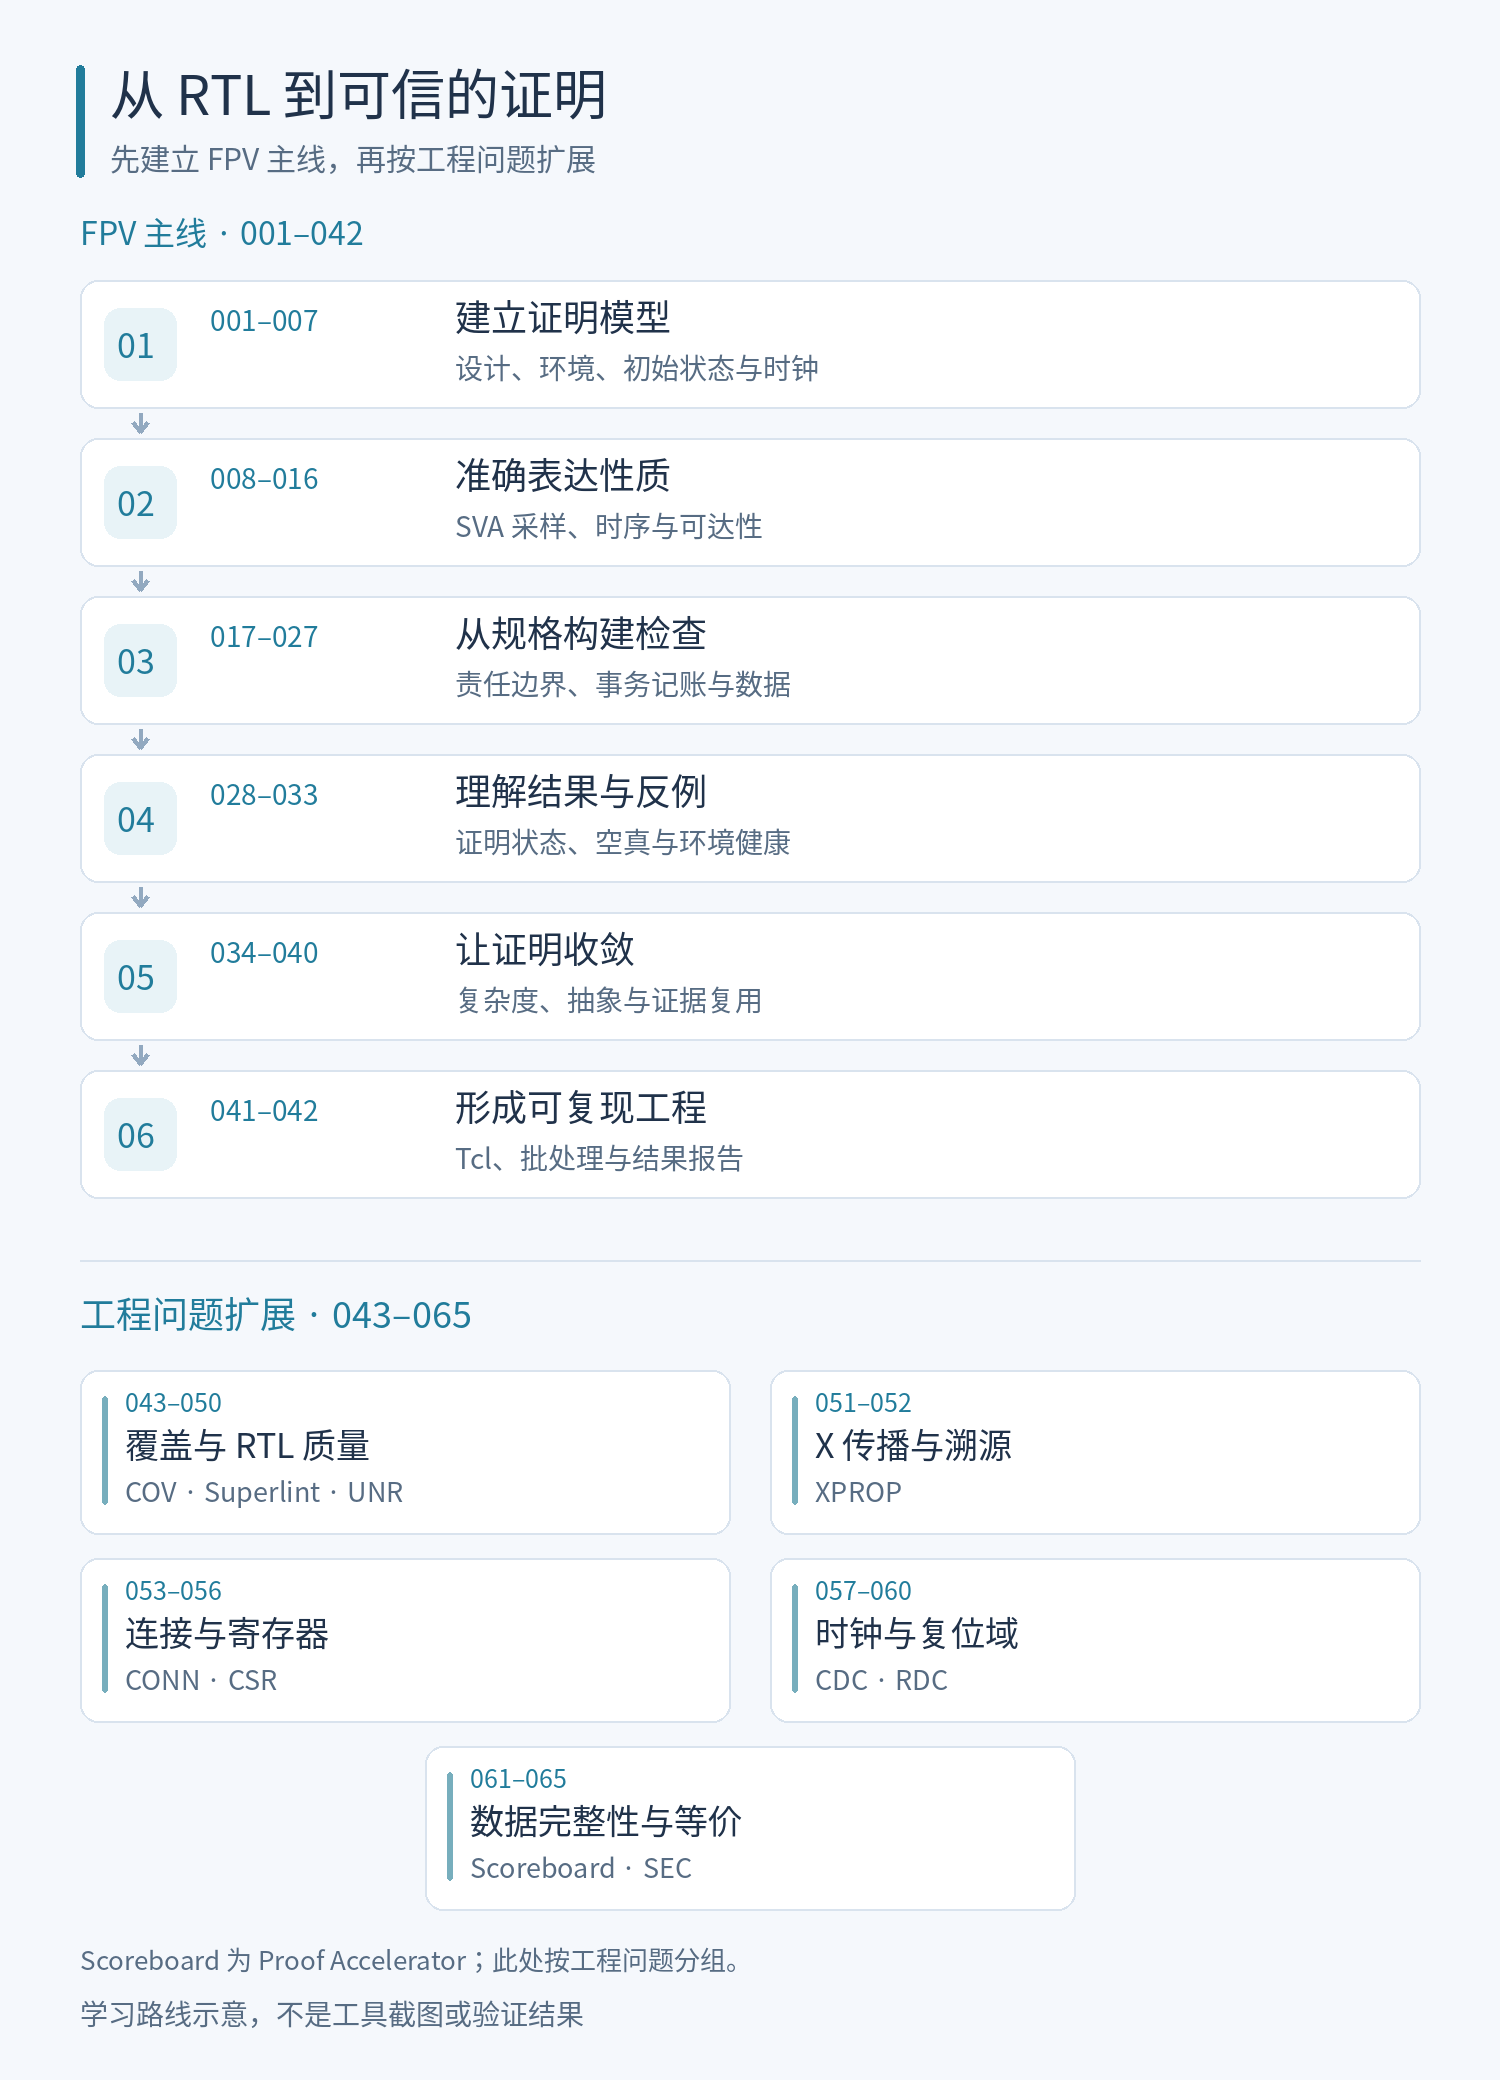 从 RTL 到可信的证明
先建立 FPV 主线，再按工程问题扩展
FPV 主线 · 001–042
01
001–007
建立证明模型
设计、环境、初始状态与时钟
02
008–016
准确表达性质
SVA 采样、时序与可达性
03
017–027
从规格构建检查
责任边界、事务记账与数据
04
028–033
理解结果与反例
证明状态、空真与环境健康
05
034–040
让证明收敛
复杂度、抽象与证据复用
06
041–042
形成可复现工程
Tcl、批处理与结果报告
工程问题扩展 · 043–065
043–050
覆盖与 RTL 质量
COV · Superlint · UNR
051–052
X 传播与溯源
XPROP
053–056
连接与寄存器
CONN · CSR
057–060
时钟与复位域
CDC · RDC
061–065
数据完整性与等价
Scoreboard · SEC
Scoreboard 为 Proof Accelerator；此处按工程问题分组。
学习路线示意，不是工具截图或验证结果